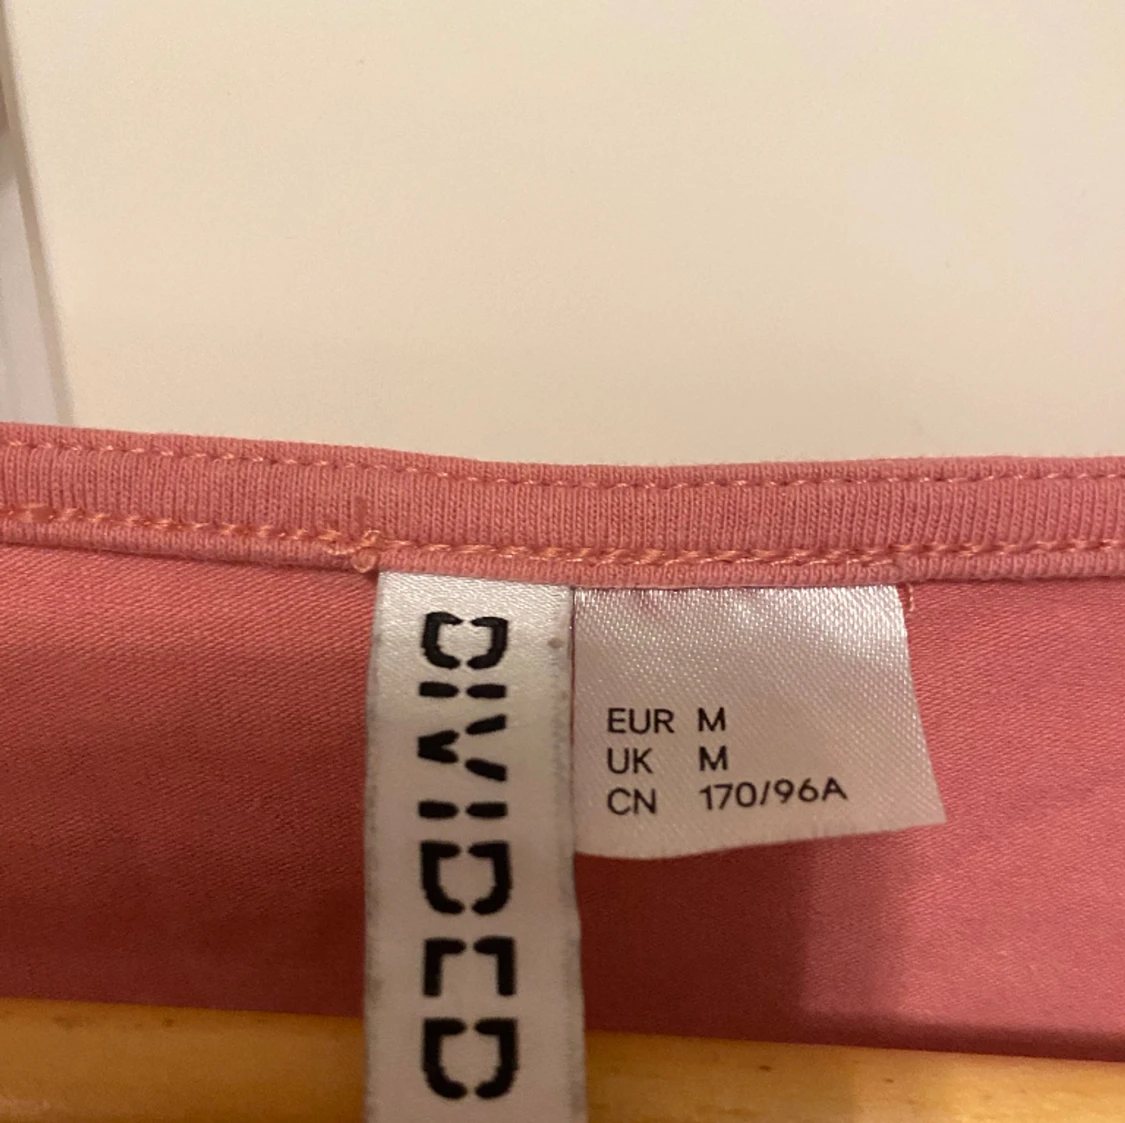 DIVIDED
EUR M
UK M
CN 170/96A